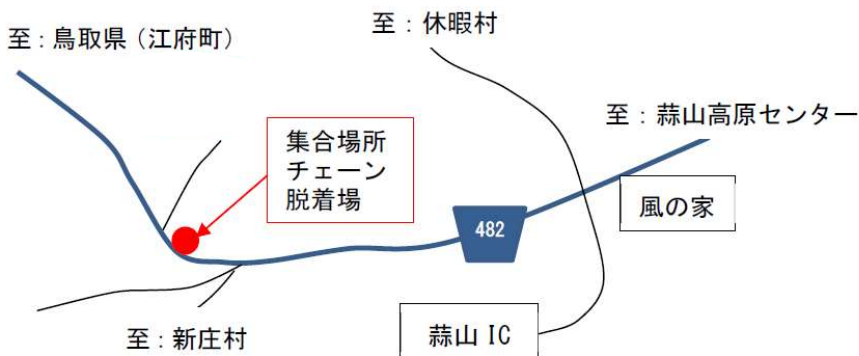 至：休暇村
至：鳥取県（江府町）
至：蒜山高原センター
集合場所
チェーン
脱着場
風の家
482
至：新庄村
蒜山 IC